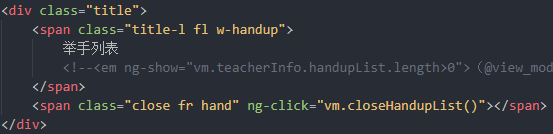 <div class="title">
<span class="title-l fl w-handup">
举手列表
<!--<em ng-show="vm.teacherInfo.handupList.length>0"> (@view_mod
</span>
<span class="close fr hand" ng-click="vm.closeHandupList()"></span>
</div>